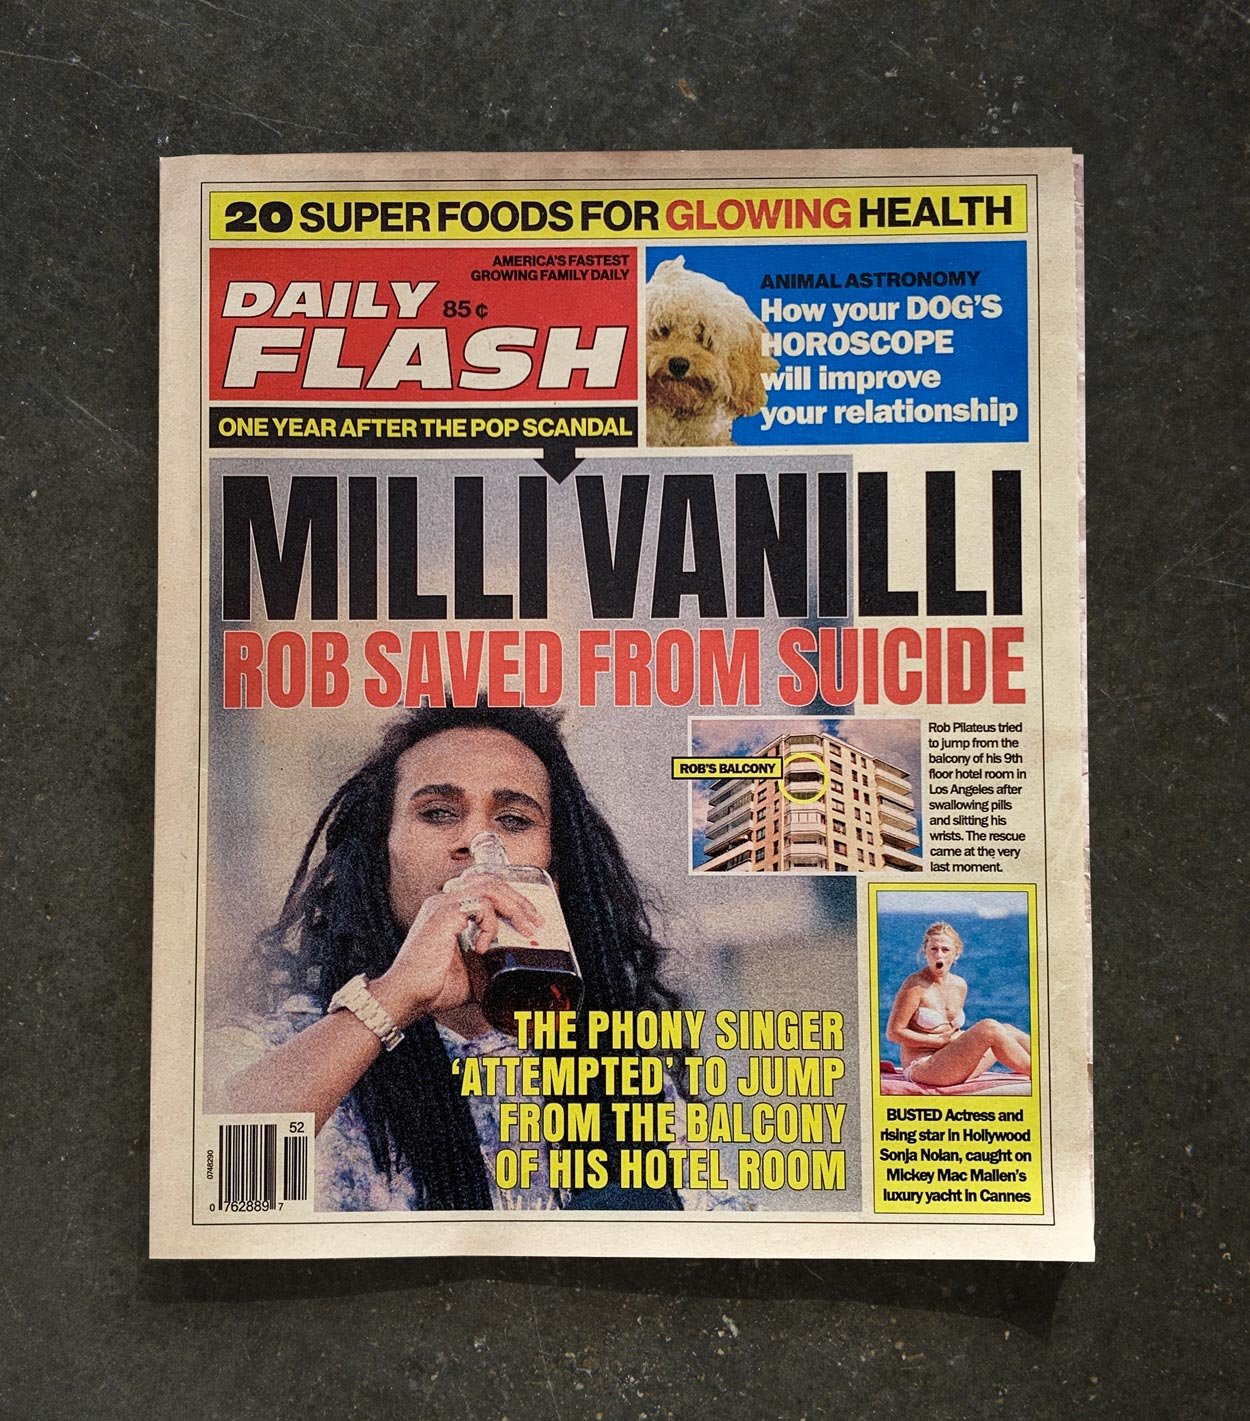 20 SUPER FOODS FOR GLOWING HEALTH
AMERICA'S FASTEST
GROWING FAMILY DAILY
DAILY
85¢
FLASH
ONE YEAR AFTER THE POP SCANDAL
ANIMAL ASTRONOMY
How your DOG'S
HOROSCOPE
will improve
your relationship
MILLI VANILLI
ROB SAVED FROM SUICIDE
ROB'S BALCONY
Rob Pilateus tried
to jump from the
balcony of his 9th
floor hotel room in
Los Angeles after
swallowing pills
and slitting his
wrists. The rescue
came at the very
last moment.
THE PHONY SINGER
'ATTEMPTED' TO JUMP
FROM THE BALCONY
OF HIS HOTEL ROOM
BUSTED Actress and
rising star in Hollywood
Sonja Nolan, caught on
Mickey Mac Mallen's
luxury yacht in Cannes
52
0748290
0 762889 7